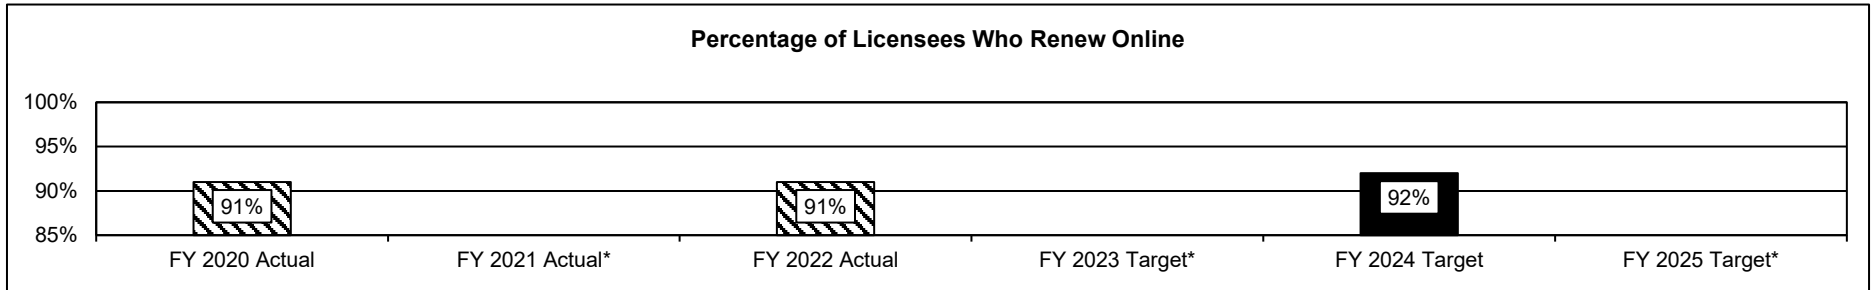 Percentage of Licensees Who Renew Online
100%
95%
90%
85%
91%
91%
92%
FY 2020 Actual
FY 2021 Actual*
FY 2022 Actual
FY 2023 Target*
FY 2024 Target
FY 2025 Target*